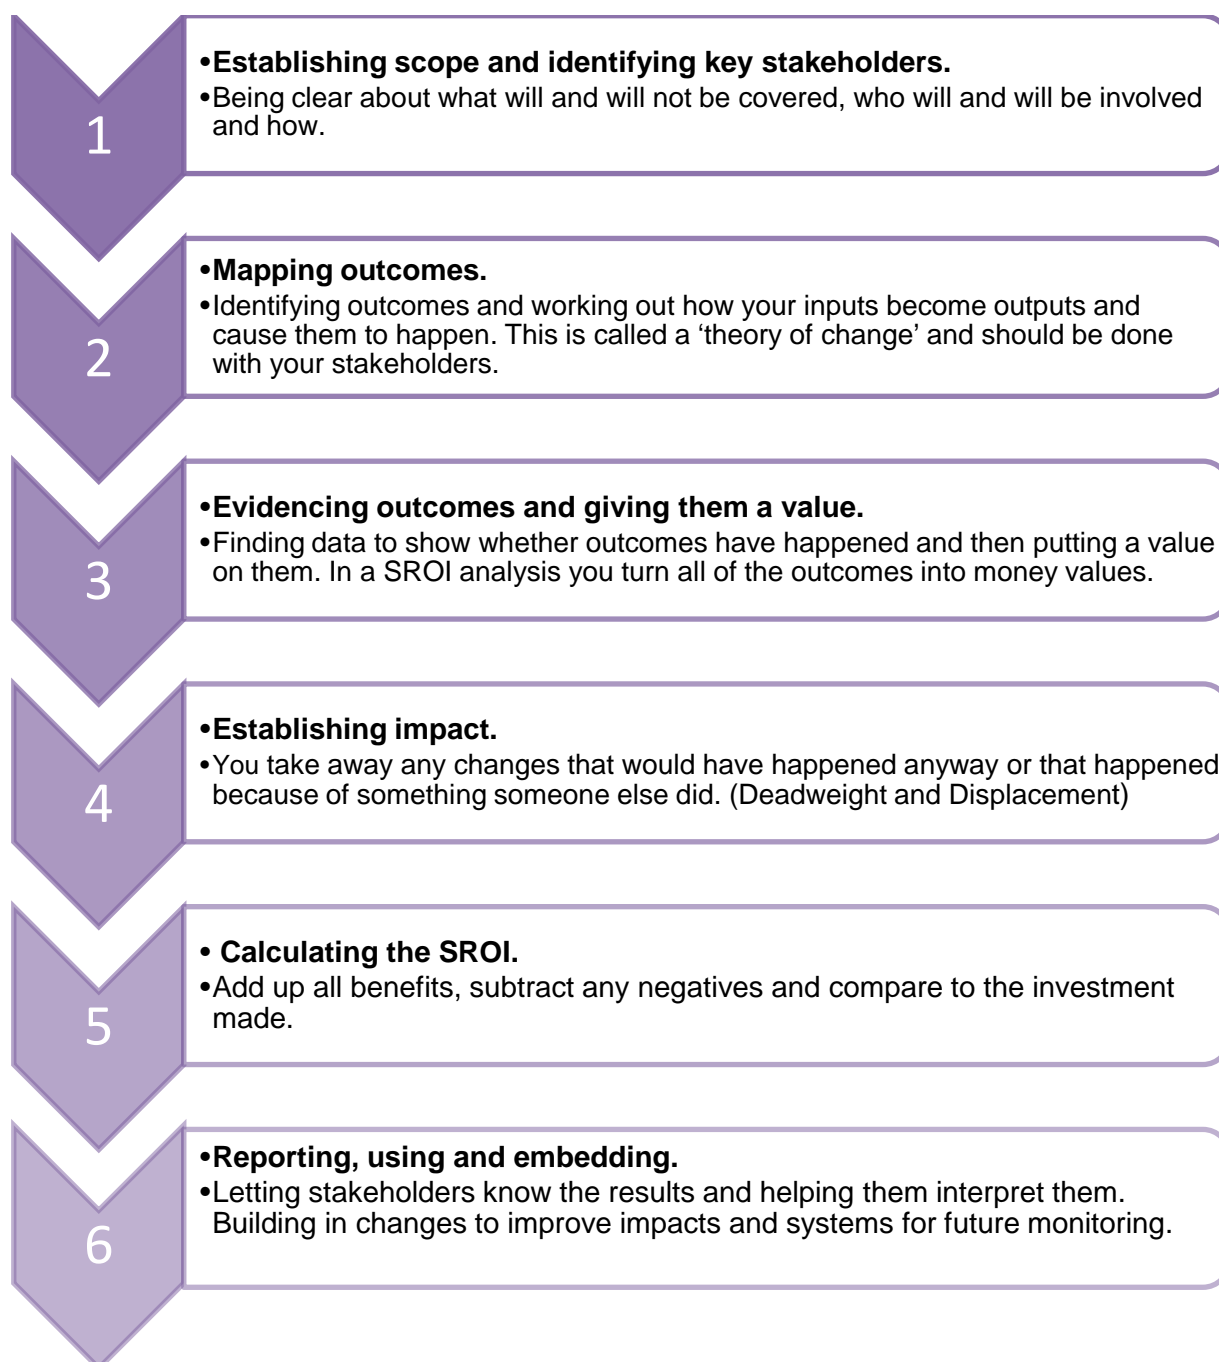 1
•Establishing scope and identifying key stakeholders.
•Being clear about what will and will not be covered, who will and will be involved
and how.
2
•Mapping outcomes.
•Identifying outcomes and working out how your inputs become outputs and
cause them to happen. This is called a ‘theory of change’ and should be done
with your stakeholders.
3
•Evidencing outcomes and giving them a value.
•Finding data to show whether outcomes have happened and then putting a value
on them. In a SROI analysis you turn all of the outcomes into money values.
4
•Establishing impact.
•You take away any changes that would have happened anyway or that happened
because of something someone else did. (Deadweight and Displacement)
5
• Calculating the SROI.
•Add up all benefits, subtract any negatives and compare to the investment
made.
6
•Reporting, using and embedding.
•Letting stakeholders know the results and helping them interpret them.
Building in changes to improve impacts and systems for future monitoring.